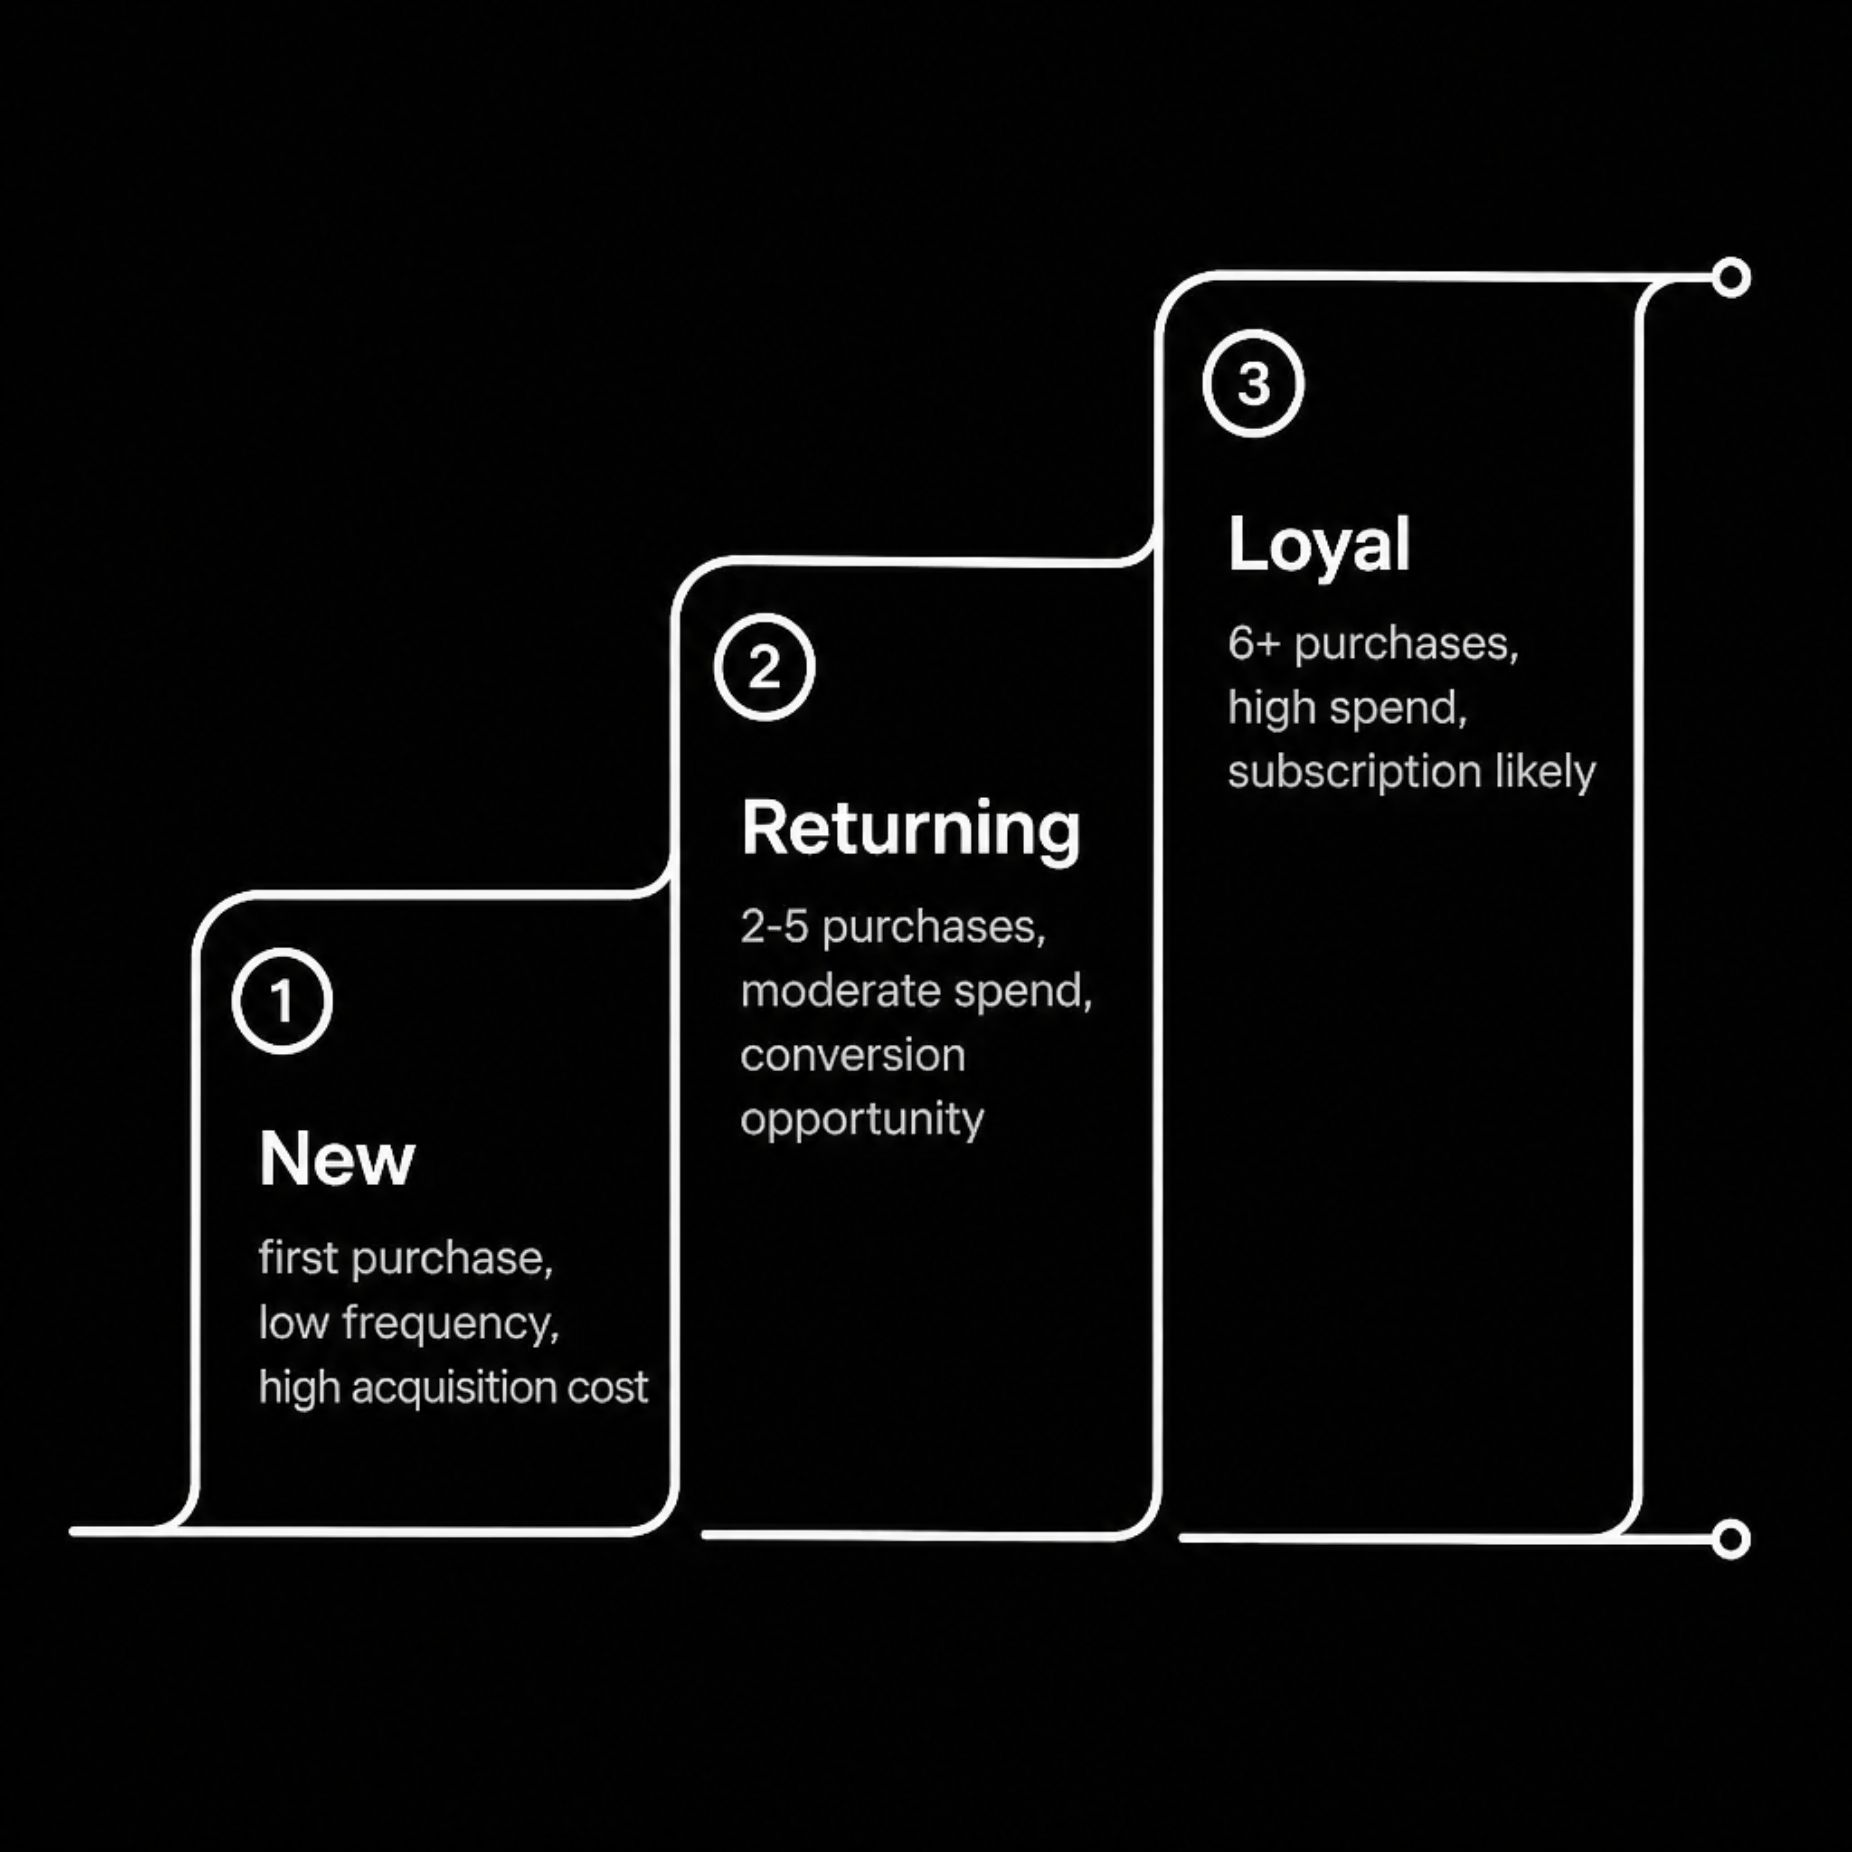 1
New
first purchase,
low frequency,
high acquisition cost
2
Returning
2-5 purchases,
moderate spend,
conversion
opportunity
3
Loyal
6+ purchases,
high spend,
subscription likely